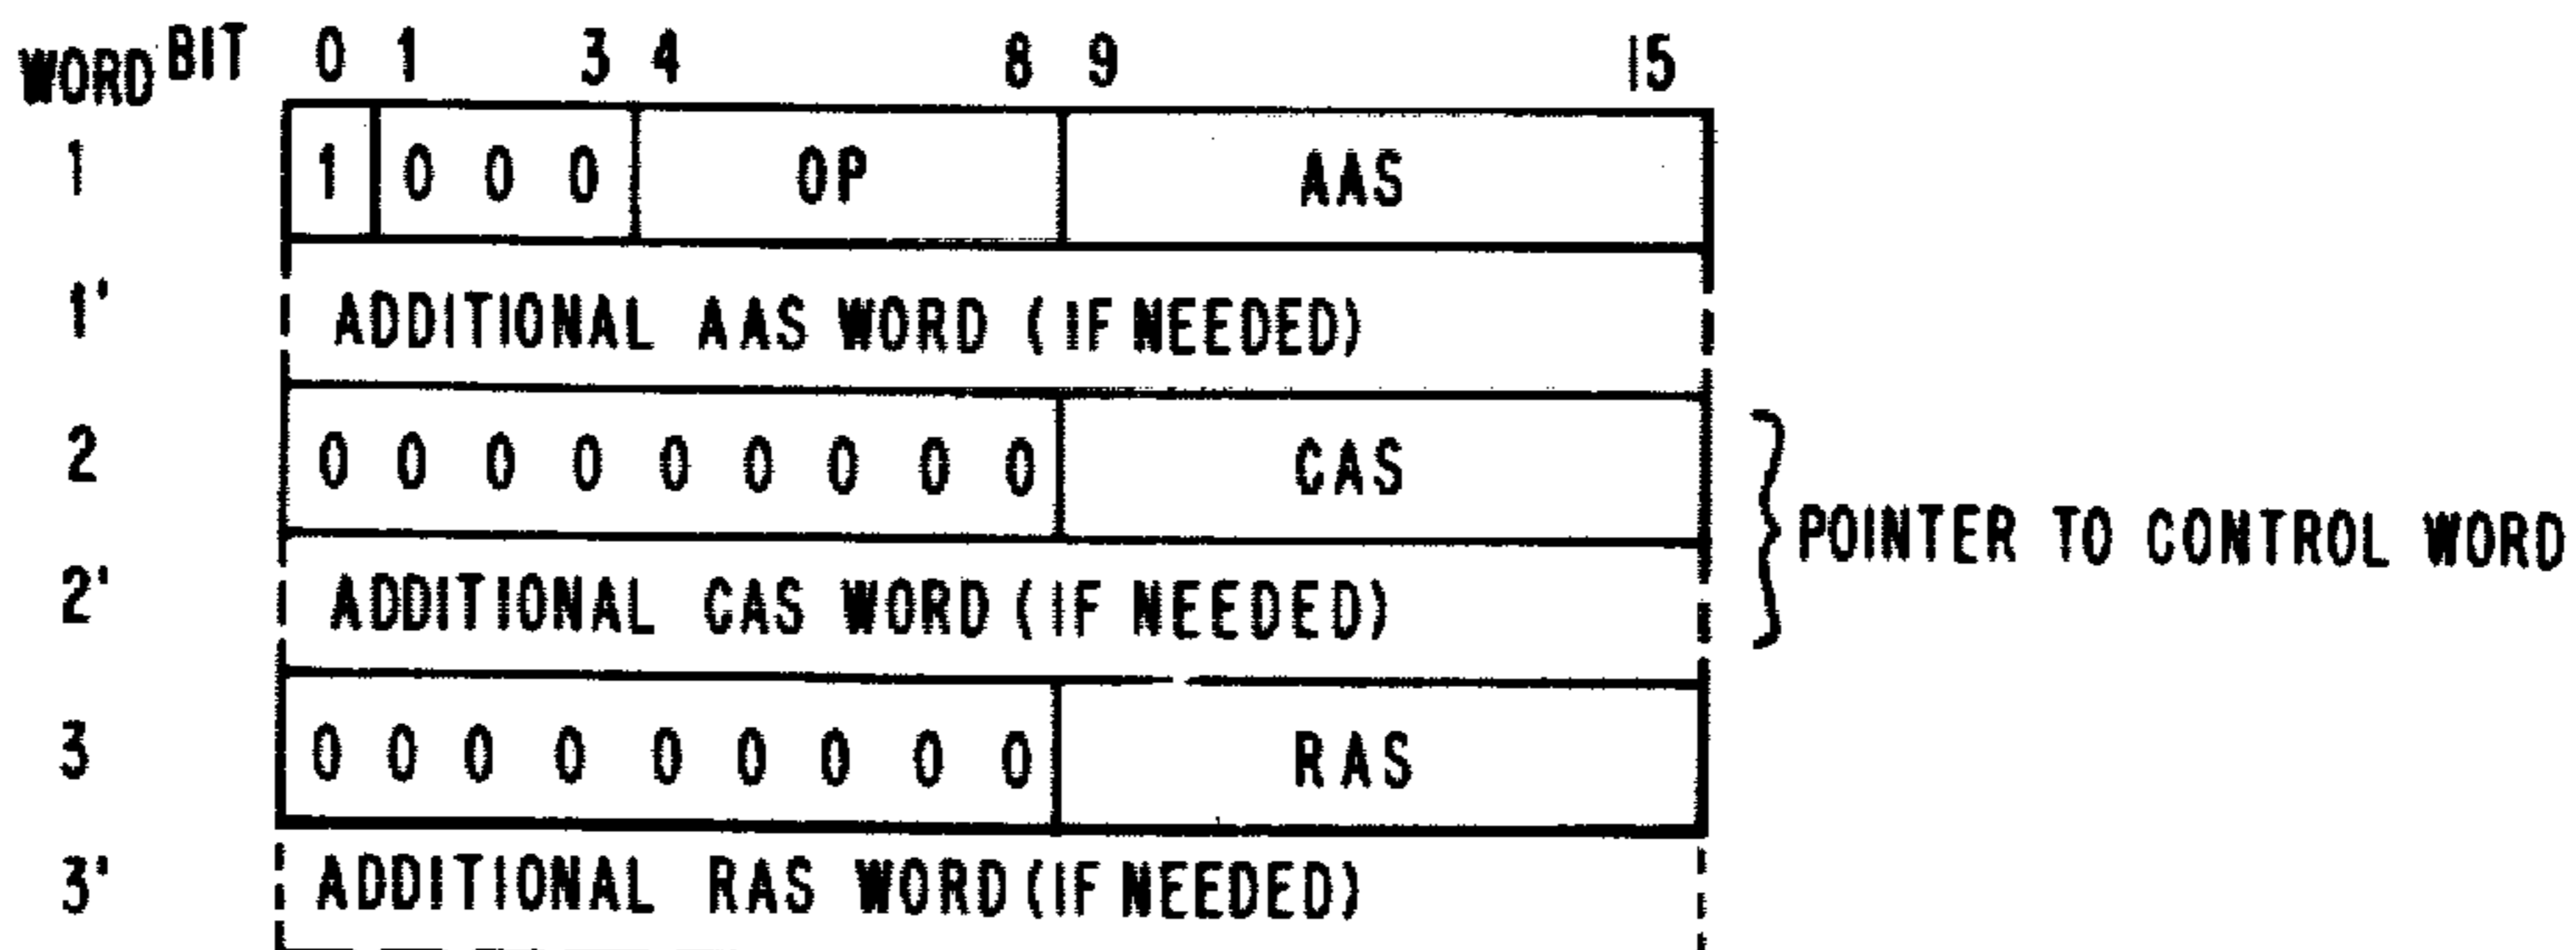 WORD BIT 0 1 3 4 8 9 15
1 1 0 0 0 OP AAS
1' ADDITIONAL AAS WORD (IF NEEDED)
2 0 0 0 0 0 0 0 0 0 CAS
POINTER TO CONTROL WORD
2' ADDITIONAL CAS WORD (IF NEEDED)
3 0 0 0 0 0 0 0 0 0 RAS
3' ADDITIONAL RAS WORD (IF NEEDED)